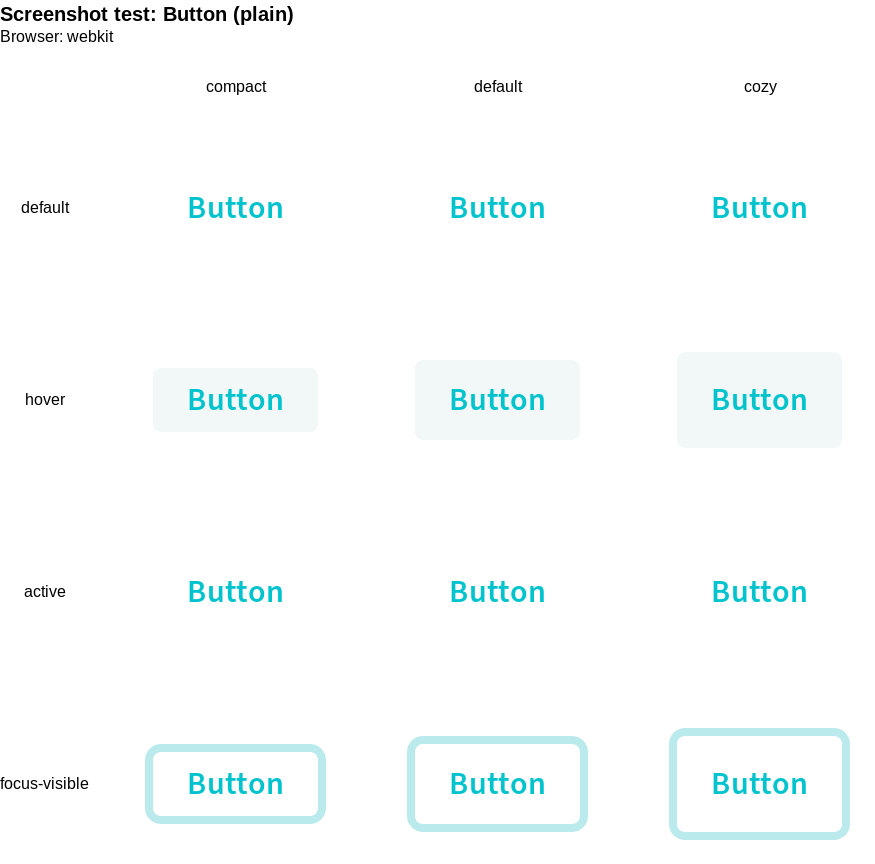 Screenshot test: Button (plain)
Browser: webkit
compact default cozy
default Button Button Button
hover Button Button Button
active Button Button Button
focus-visible Button Button Button